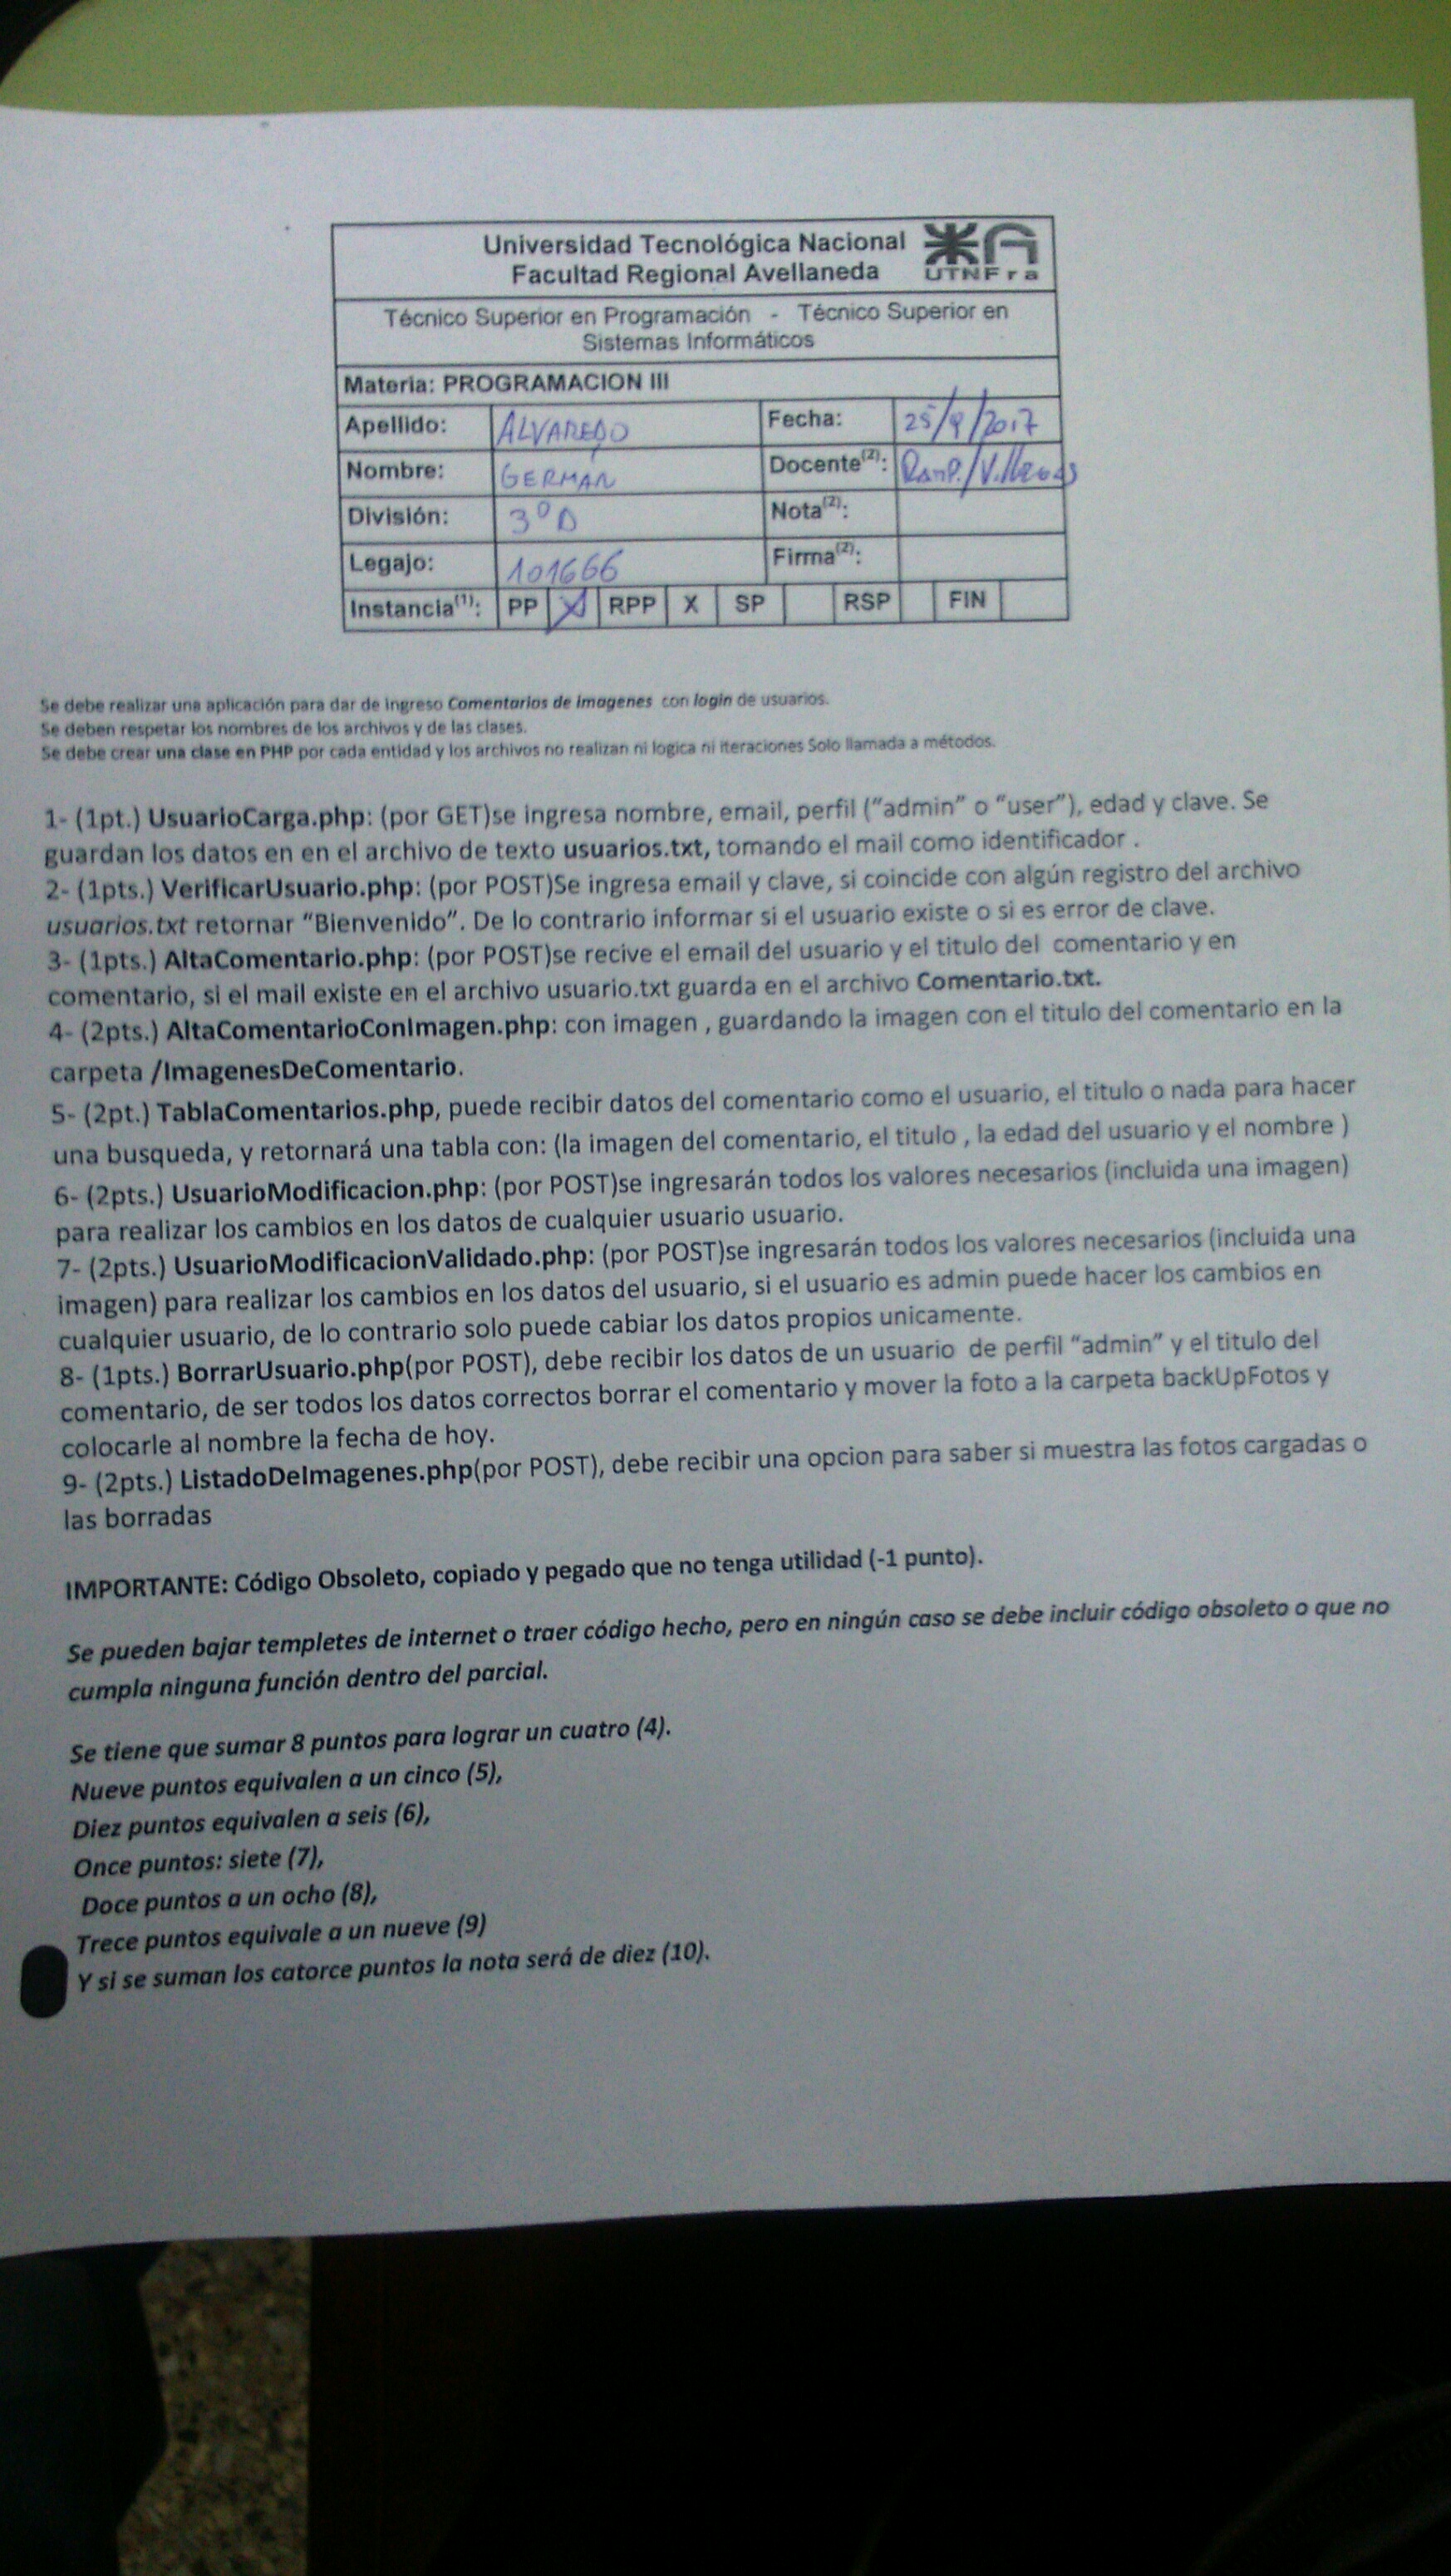 Universidad Tecnológica Nacional
Facultad Regional Avellaneda
UTNFra
Técnico Superior en Programación - Técnico Superior en
Sistemas Informáticos
Materia: PROGRAMACION III
Apellido: ALVAREDO Fecha: 25/9/2017
Nombre: GERMAN Docente(2):
División: 3°D Nota(2):
Legajo: 101666 Firma(2):
Instancia(1): PP X RPP X SP RSP FIN
Se debe realizar una aplicación para dar de ingreso Comentarios de Imagenes con login de usuarios.
Se deben respetar los nombres de los archivos y de las clases.
Se debe crear una clase en PHP por cada entidad y los archivos no realizan ni logica ni iteraciones Solo llamada a métodos.
1- (1pt.) UsuarioCarga.php: (por GET)se ingresa nombre, email, perfil ("admin" o "user"), edad y clave. Se
guardan los datos en en el archivo de texto usuarios.txt, tomando el mail como identificador .
2- (1pts.) VerificarUsuario.php: (por POST)Se ingresa email y clave, si coincide con algún registro del archivo
usuarios.txt retornar "Bienvenido". De lo contrario informar si el usuario existe o si es error de clave.
3- (1pts.) AltaComentario.php: (por POST)se recive el email del usuario y el titulo del comentario y en
comentario, si el mail existe en el archivo usuario.txt guarda en el archivo Comentario.txt.
4- (2pts.) AltaComentarioConImagen.php: con imagen , guardando la imagen con el titulo del comentario en la
carpeta /ImagenesDeComentario.
5- (2pt.) TablaComentarios.php, puede recibir datos del comentario como el usuario, el titulo o nada para hacer
una busqueda, y retornará una tabla con: (la imagen del comentario, el titulo , la edad del usuario y el nombre )
6- (2pts.) UsuarioModificacion.php: (por POST)se ingresarán todos los valores necesarios (incluida una imagen)
para realizar los cambios en los datos de cualquier usuario usuario.
7- (2pts.) UsuarioModificacionValidado.php: (por POST)se ingresarán todos los valores necesarios (incluida una
imagen) para realizar los cambios en los datos del usuario, si el usuario es admin puede hacer los cambios en
cualquier usuario, de lo contrario solo puede cabiar los datos propios unicamente.
8- (1pts.) BorrarUsuario.php(por POST), debe recibir los datos de un usuario de perfil "admin" y el titulo del
comentario, de ser todos los datos correctos borrar el comentario y mover la foto a la carpeta backUpFotos y
colocarle al nombre la fecha de hoy.
9- (2pts.) ListadoDeImagenes.php(por POST), debe recibir una opcion para saber si muestra las fotos cargadas o
las borradas
IMPORTANTE: Código Obsoleto, copiado y pegado que no tenga utilidad (-1 punto).
Se pueden bajar templetes de internet o traer código hecho, pero en ningún caso se debe incluir código obsoleto o que no
cumpla ninguna función dentro del parcial.
Se tiene que sumar 8 puntos para lograr un cuatro (4).
Nueve puntos equivalen a un cinco (5),
Diez puntos equivalen a seis (6),
Once puntos: siete (7),
Doce puntos a un ocho (8),
Trece puntos equivale a un nueve (9)
Y si se suman los catorce puntos la nota será de diez (10).